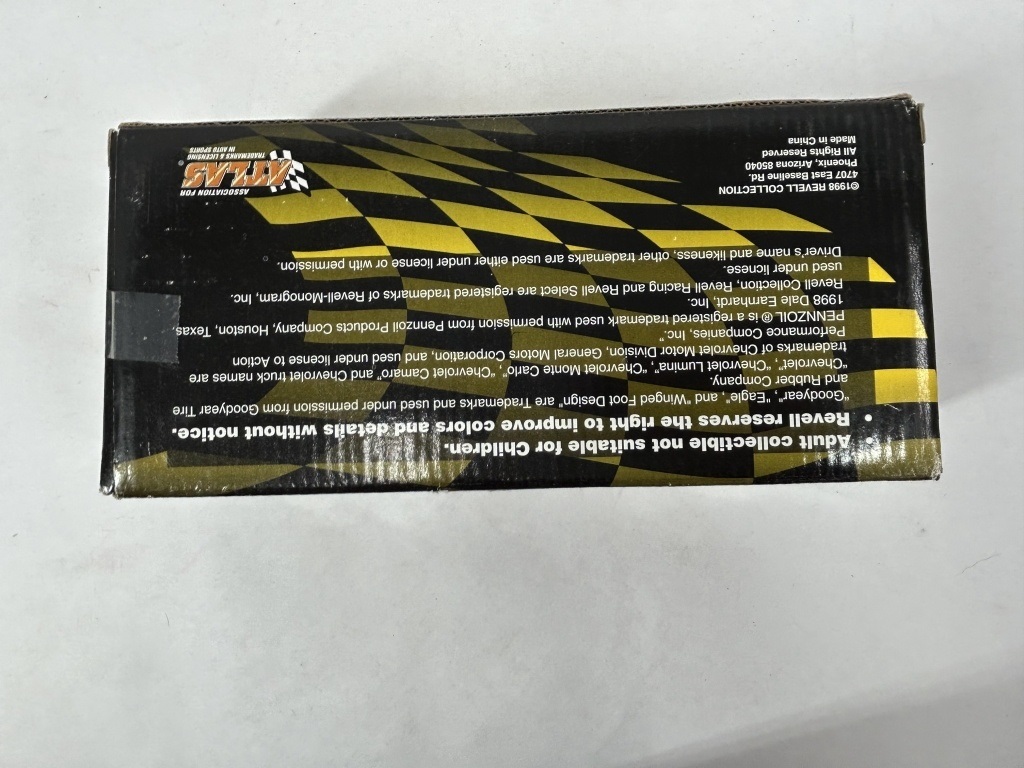 • Adult collectible not suitable for Children.
• Revell reserves the right to improve colors and details without notice.
“Goodyear”, “Eagle”, and “Winged Foot Design” are Trademarks and used under permission from Goodyear Tire
and Rubber Company.
“Chevrolet”, “Chevrolet Lumina”, “Chevrolet Monte Carlo”, “Chevrolet Camaro” and Chevrolet truck names are
trademarks of Chevrolet Motor Division, General Motors Corporation, and used under license to Action
Performance Companies, Inc.”
PENNZOIL ® is a registered trademark used with permission from Pennzoil Products Company, Houston, Texas,
1998 Dale Earnhardt, Inc.
Revell Collection, Revell Racing and Revell Select are registered trademarks of Revell-Monogram, Inc.
used under licnese.
Driver's name and likeness, other trademarks are used either under license or with permission.
©1998 REVELL COLLECTION
4707 East Baseline Rd.
Phoenix, Arizona 85040
All Rights Reserved
Made in China
ASSOCIATION FOR
ATLAS
TRADEMARKS & LICENSING
IN AUTO SPORTS
®